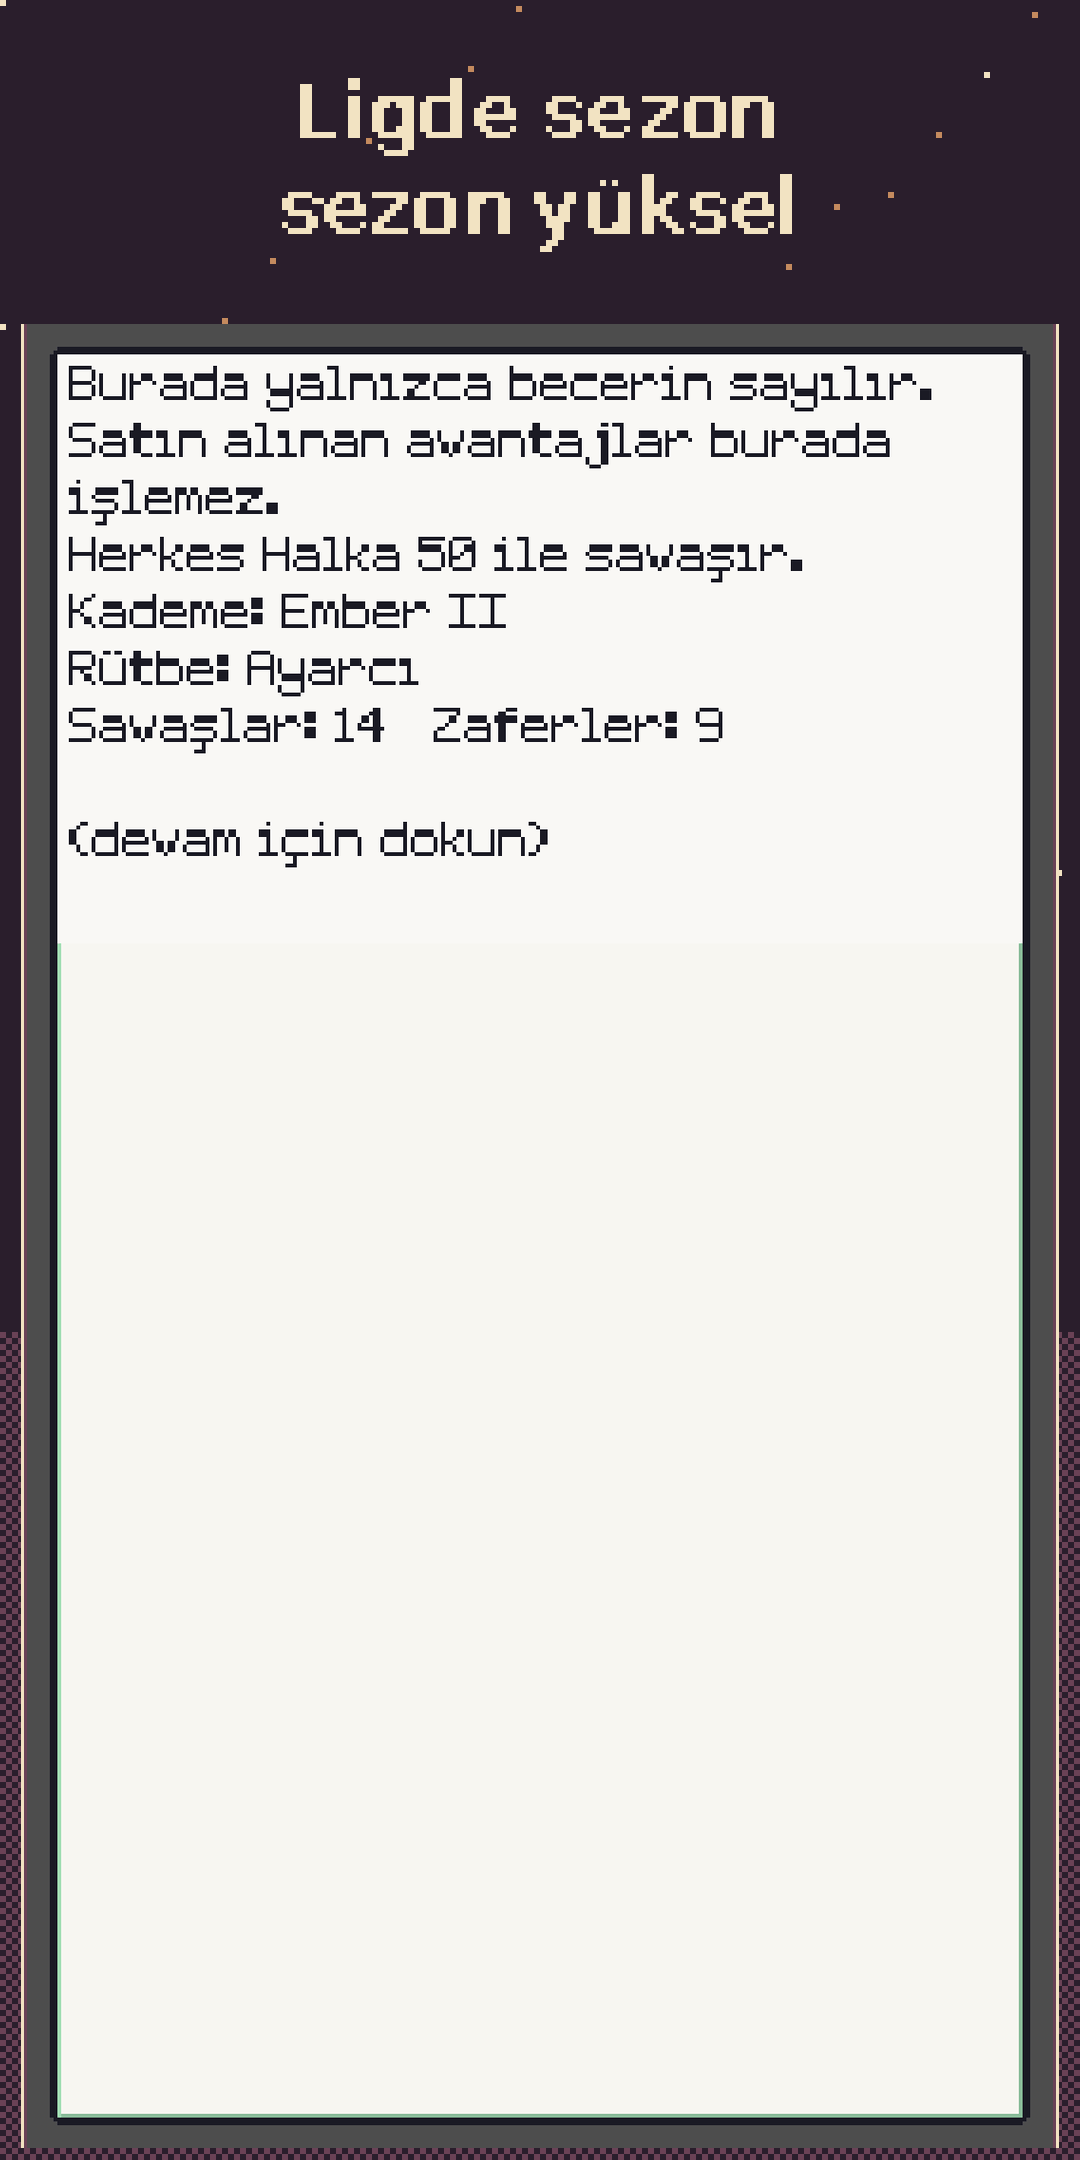 Ligde sezon
sezon yüksel
Burada yalnızca becerin sayılır.
Satın alınan avantajlar burada
işlemez.
Herkes Halka 50 ile savaşır.
Kademe: Ember II
Rütbe: Ayarcı
Savaşlar: 14  Zaferler: 9
(devam için dokun)